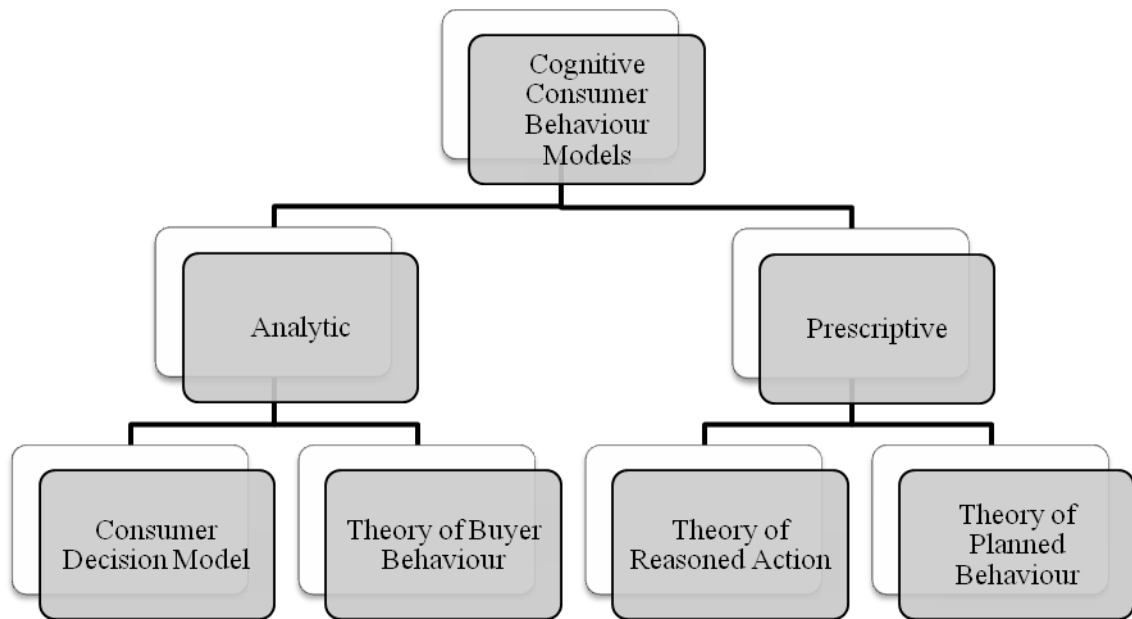 Cognitive
Consumer
Behaviour
Models
Analytic
Prescriptive
Consumer
Decision Model
Theory of Buyer
Behaviour
Theory of
Reasoned Action
Theory of
Planned
Behaviour